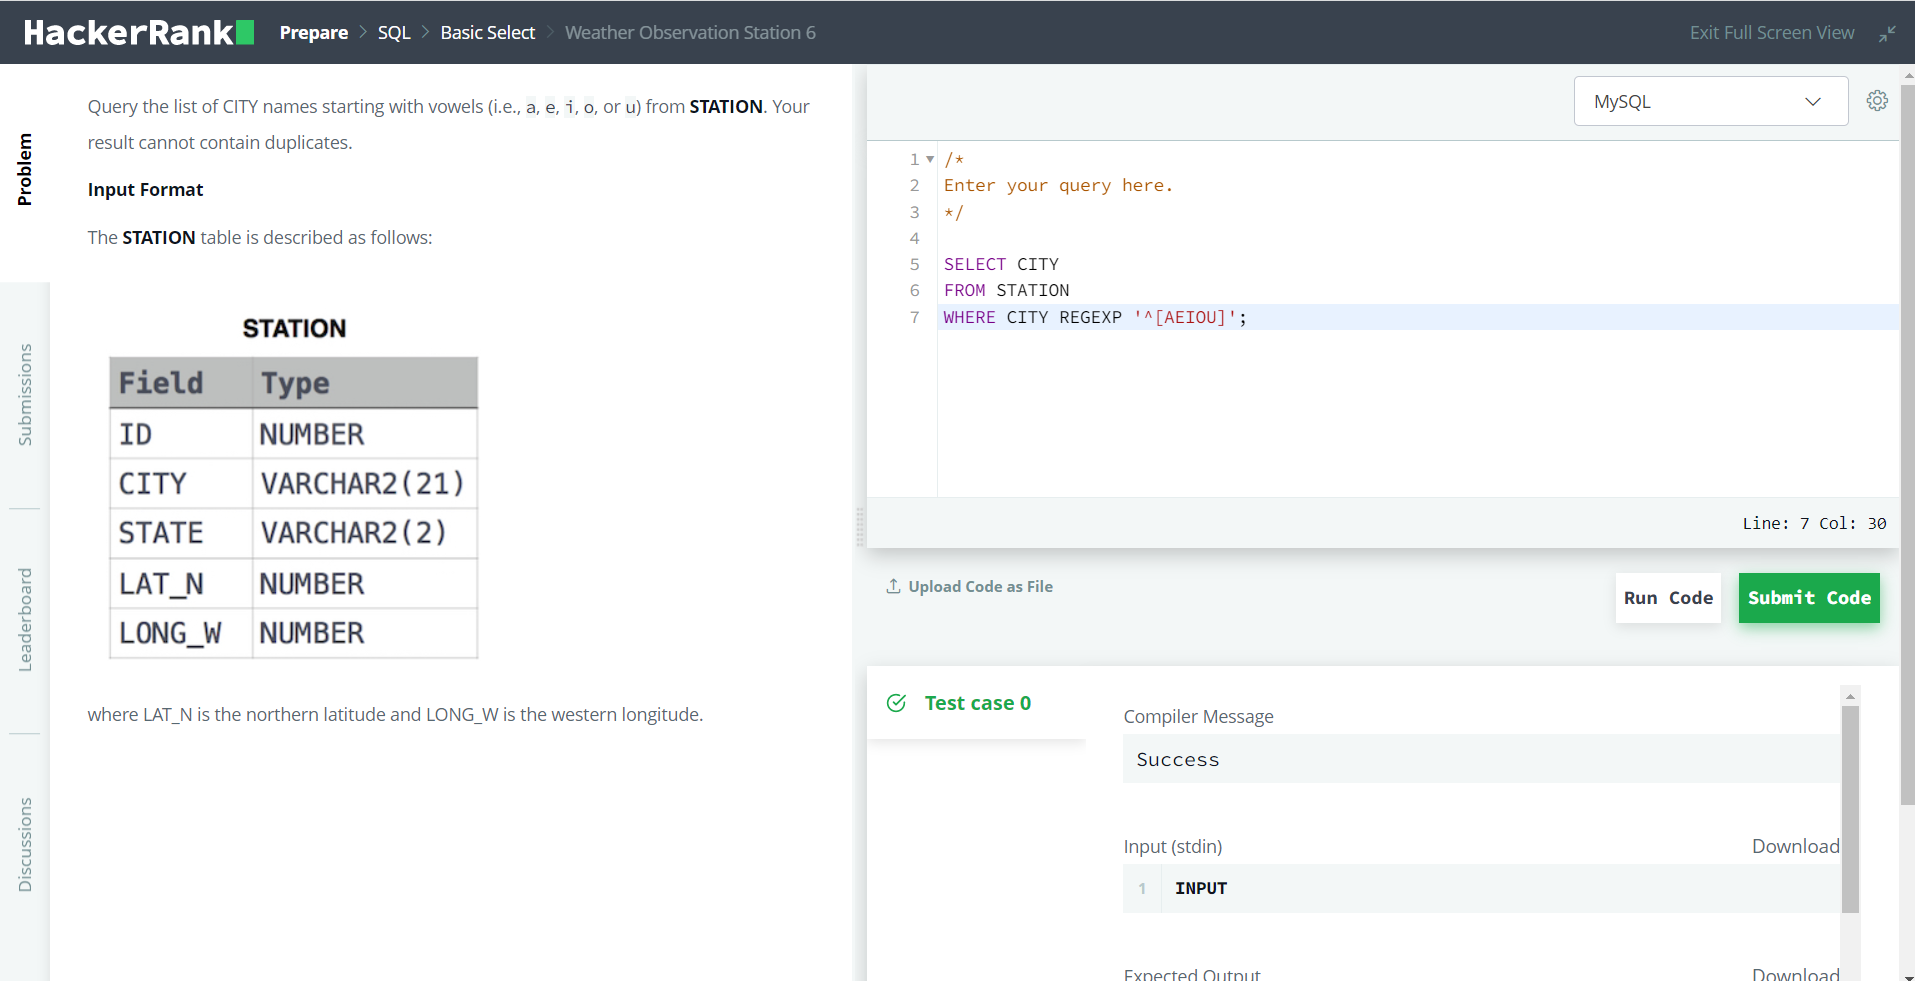 HackerRank
Prepare > SQL > Basic Select > Weather Observation Station 6
Exit Full Screen View
Problem
Submissions
Leaderboard
Discussions
Query the list of CITY names starting with vowels (i.e., a, e, i, o, or u) from STATION. Your
result cannot contain duplicates.
Input Format
The STATION table is described as follows:
STATION
Field Type
ID NUMBER
CITY VARCHAR2(21)
STATE VARCHAR2(2)
LAT_N NUMBER
LONG_W NUMBER
where LAT_N is the northern latitude and LONG_W is the western longitude.
MySQL
1 /*
2 Enter your query here.
3 */
4
5 SELECT CITY
6 FROM STATION
7 WHERE CITY REGEXP '^[AEIOU]';
Line: 7 Col: 30
Upload Code as File
Run Code
Submit Code
Test case 0
Compiler Message
Success
Input (stdin)
Download
1 INPUT
Expected Output
Download